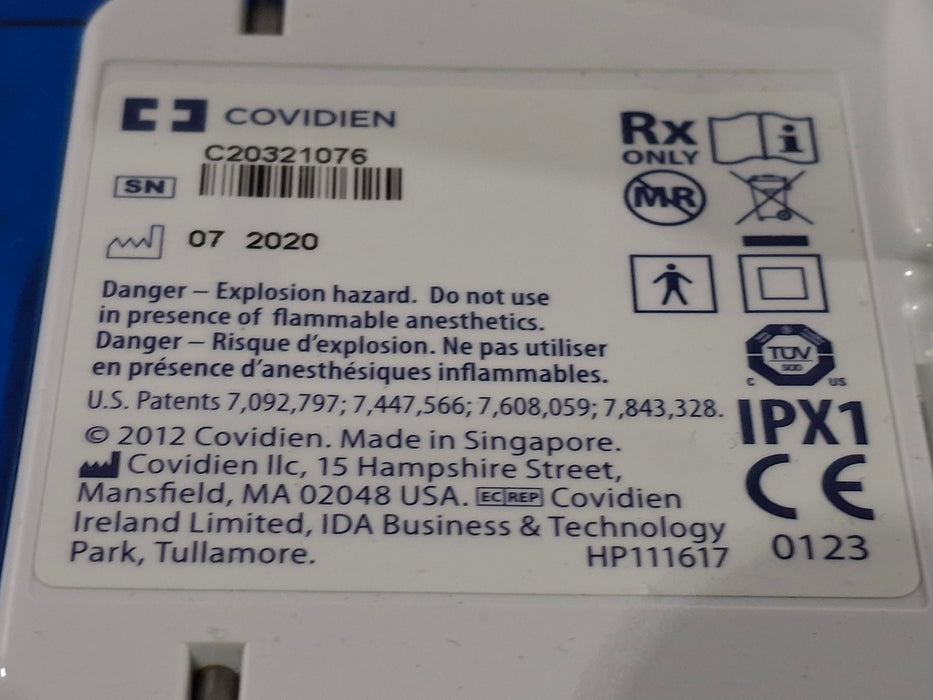 COVIDIEN
C20321076
SN
07 2020
Danger – Explosion hazard. Do not use
in presence of flammable anesthetics.
Danger – Risque d'explosion. Ne pas utiliser
en présence d'anesthésiques inflammables.
U.S. Patents 7,092,797; 7,447,566; 7,608,059; 7,843,328.
© 2012 Covidien. Made in Singapore.
Covidien llc, 15 Hampshire Street,
Mansfield, MA 02048 USA. EC REP Covidien
Ireland Limited, IDA Business & Technology
Park, Tullamore. HP111617
Rx
ONLY
i
MR
TUV
SUD
C US
IPX1
CE
0123